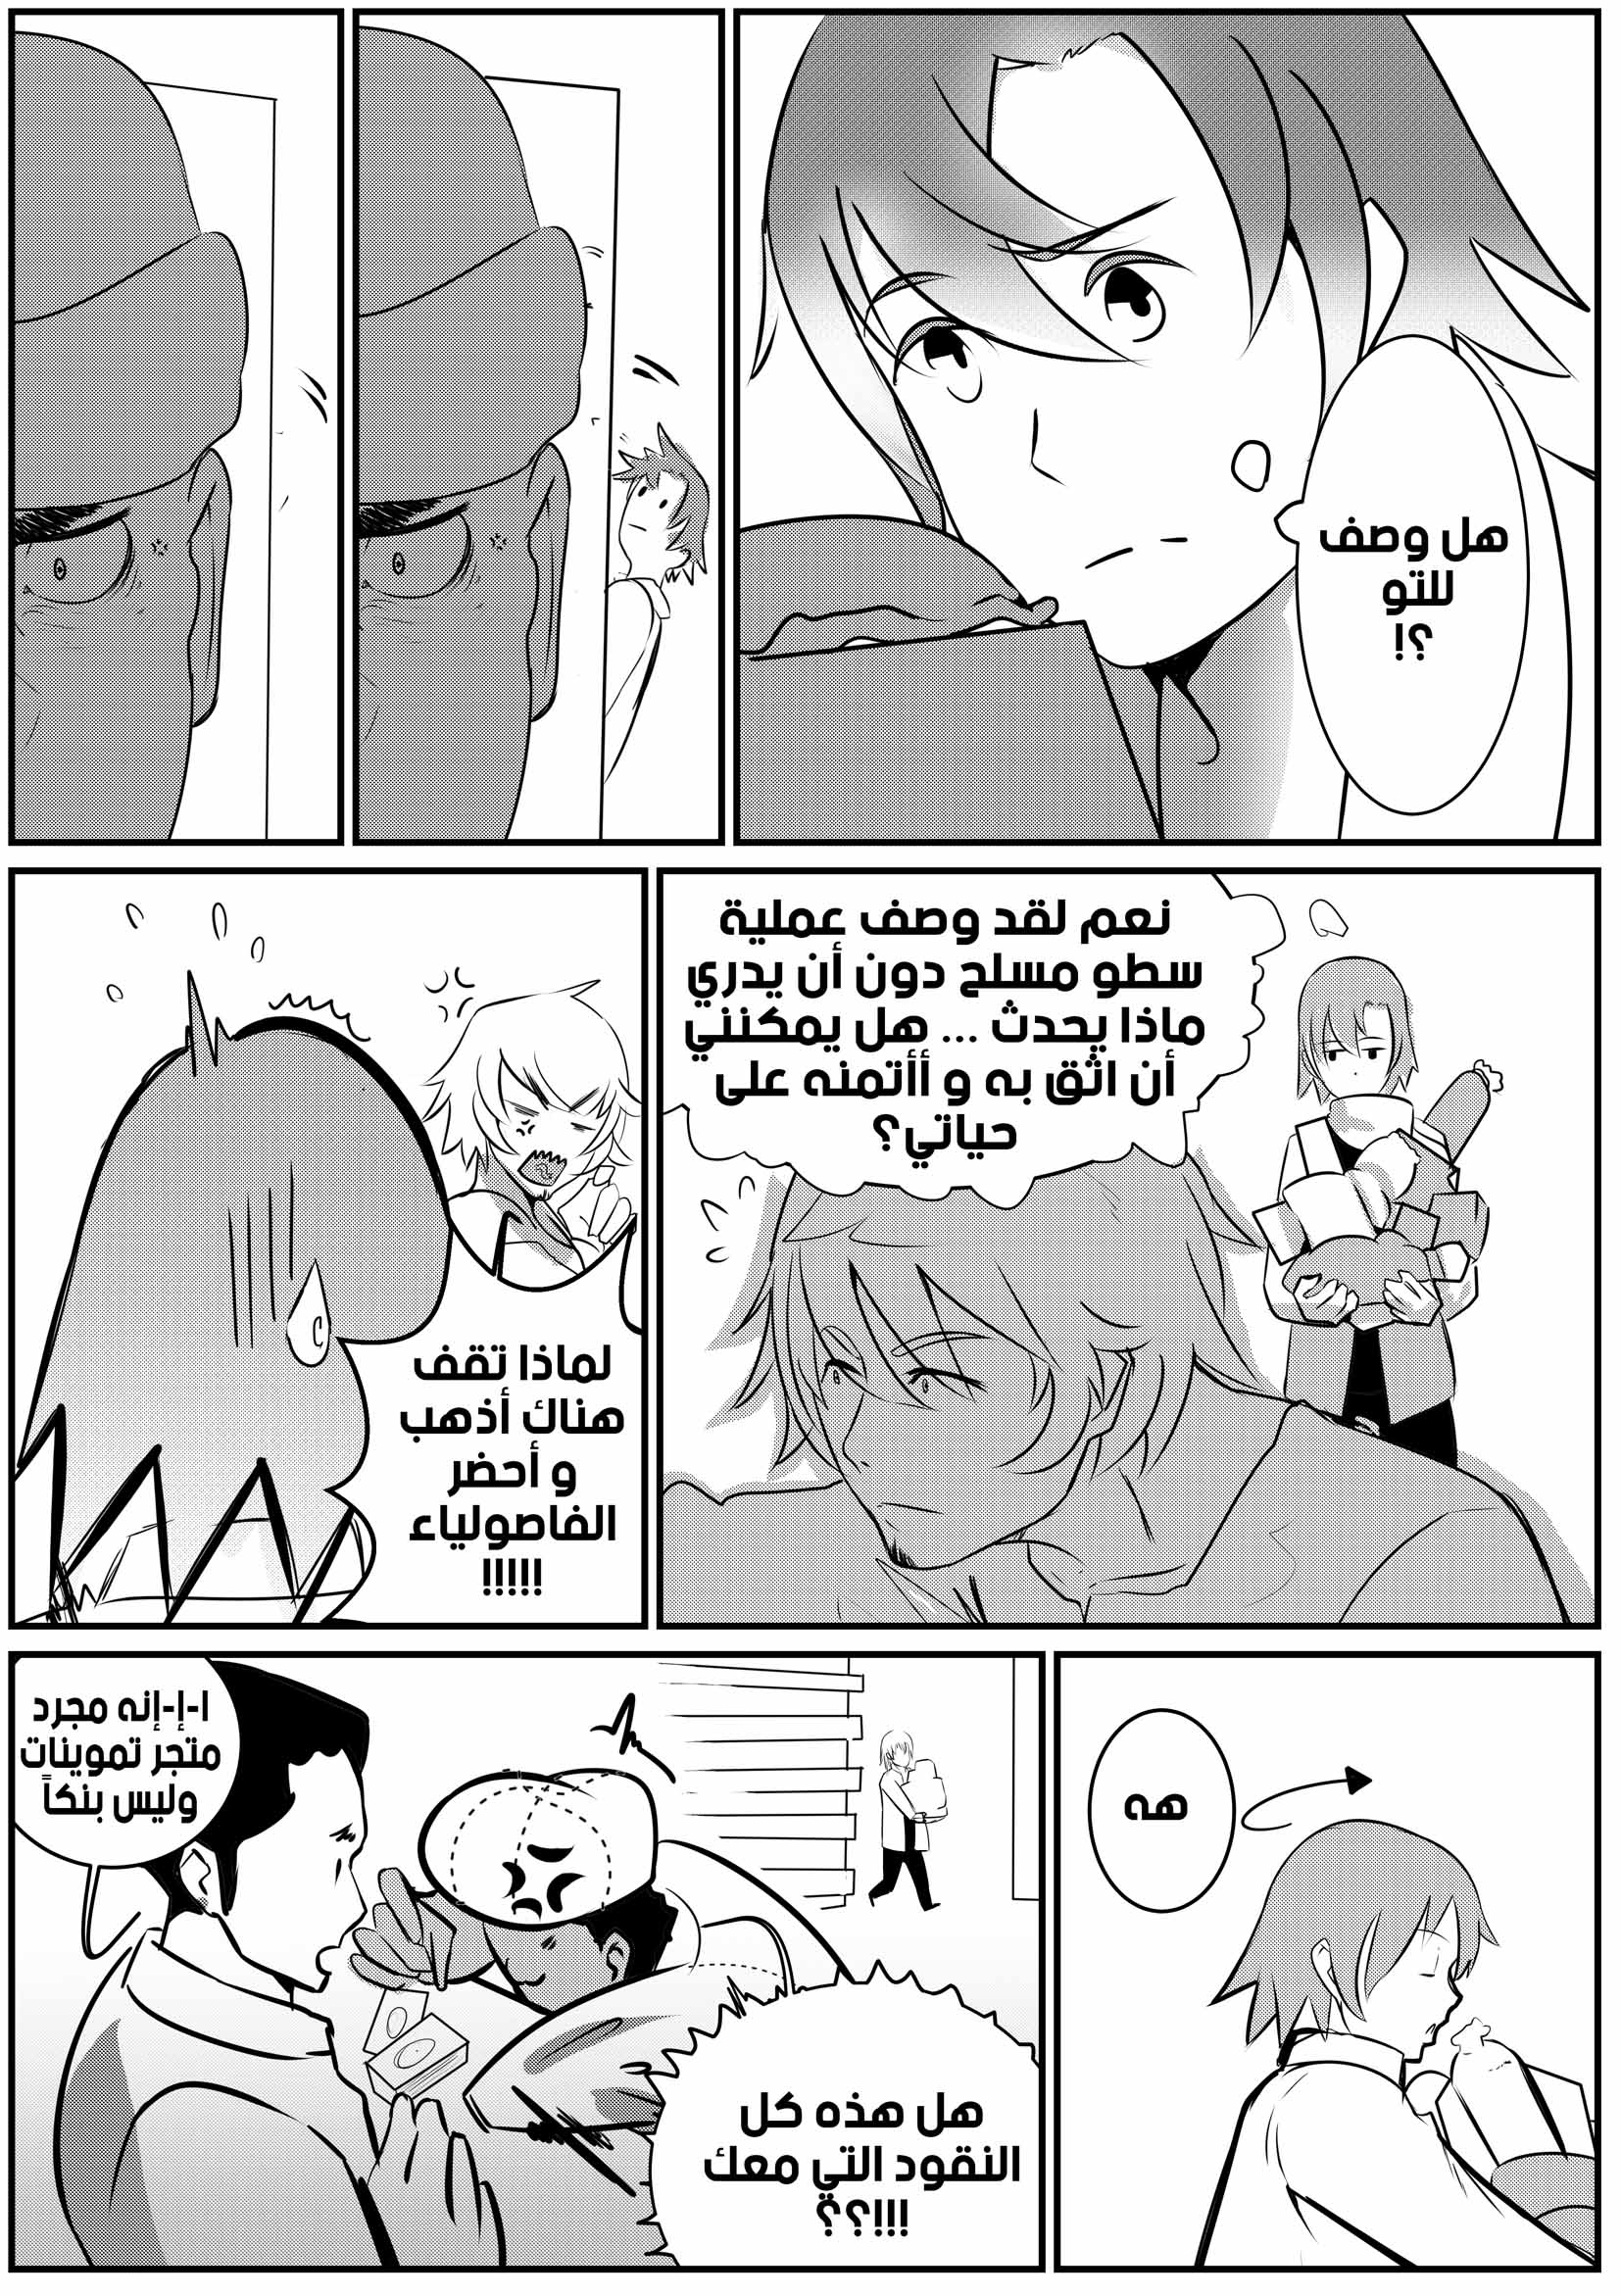 هل وصف
للتو
؟!
نعم لقد وصف عملية
سطو مسلح دون أن يدري
ماذا يحدث ... هل يمكنني
أن اثق به و أأتمنه على
حياتي؟
لماذا تقف
هناك أذهب
و أحضر
الفاصولياء
!!!!!
هه
هل هذه كل
النقود التي معك
!!!؟؟
ا-إ-إنه مجرد
متجر تموينات
وليس بنكاً